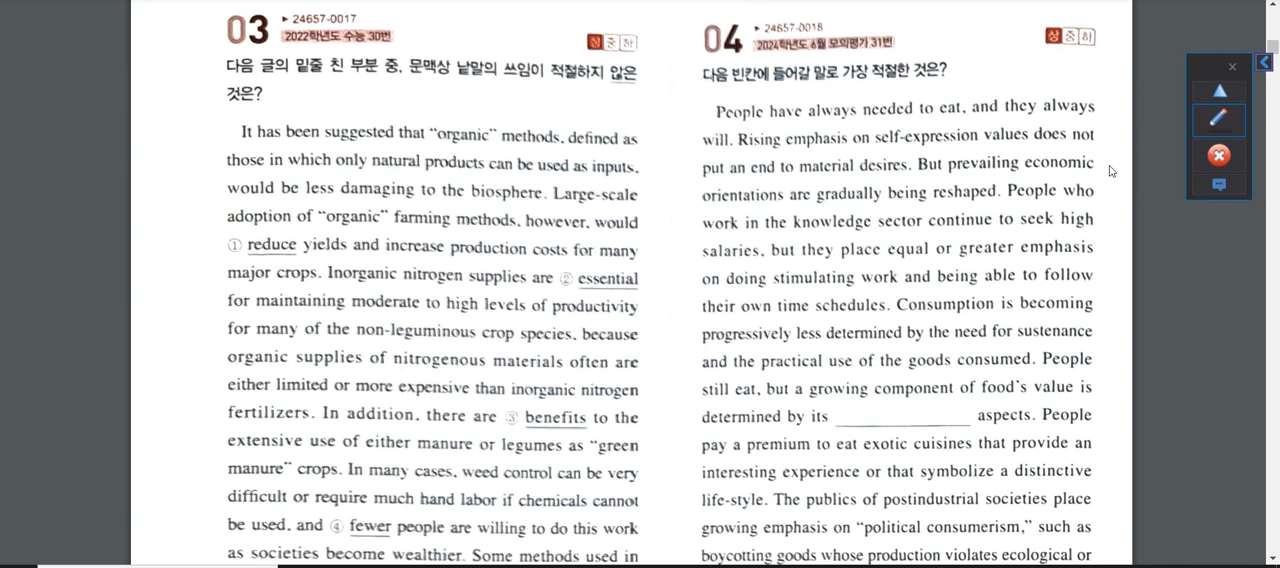 03
▸ 24657-0017
2022학년도 수능 30번
상 중 하
다음 글의 밑줄 친 부분 중, 문맥상 낱말의 쓰임이 적절하지 않은
것은?
It has been suggested that “organic” methods, defined as
those in which only natural products can be used as inputs,
would be less damaging to the biosphere. Large-scale
adoption of “organic” farming methods, however, would
① reduce yields and increase production costs for many
major crops. Inorganic nitrogen supplies are ② essential
for maintaining moderate to high levels of productivity
for many of the non-leguminous crop species, because
organic supplies of nitrogenous materials often are
either limited or more expensive than inorganic nitrogen
fertilizers. In addition, there are ③ benefits to the
extensive use of either manure or legumes as “green
manure” crops. In many cases, weed control can be very
difficult or require much hand labor if chemicals cannot
be used, and ④ fewer people are willing to do this work
as societies become wealthier. Some methods used in
04
▸ 24657-0018
2024학년도 6월 모의평가 31번
상 중 하
다음 빈칸에 들어갈 말로 가장 적절한 것은?
People have always needed to eat, and they always
will. Rising emphasis on self-expression values does not
put an end to material desires. But prevailing economic
orientations are gradually being reshaped. People who
work in the knowledge sector continue to seek high
salaries, but they place equal or greater emphasis
on doing stimulating work and being able to follow
their own time schedules. Consumption is becoming
progressively less determined by the need for sustenance
and the practical use of the goods consumed. People
still eat, but a growing component of food's value is
determined by its ____________ aspects. People
pay a premium to eat exotic cuisines that provide an
interesting experience or that symbolize a distinctive
life-style. The publics of postindustrial societies place
growing emphasis on “political consumerism,” such as
boycotting goods whose production violates ecological or